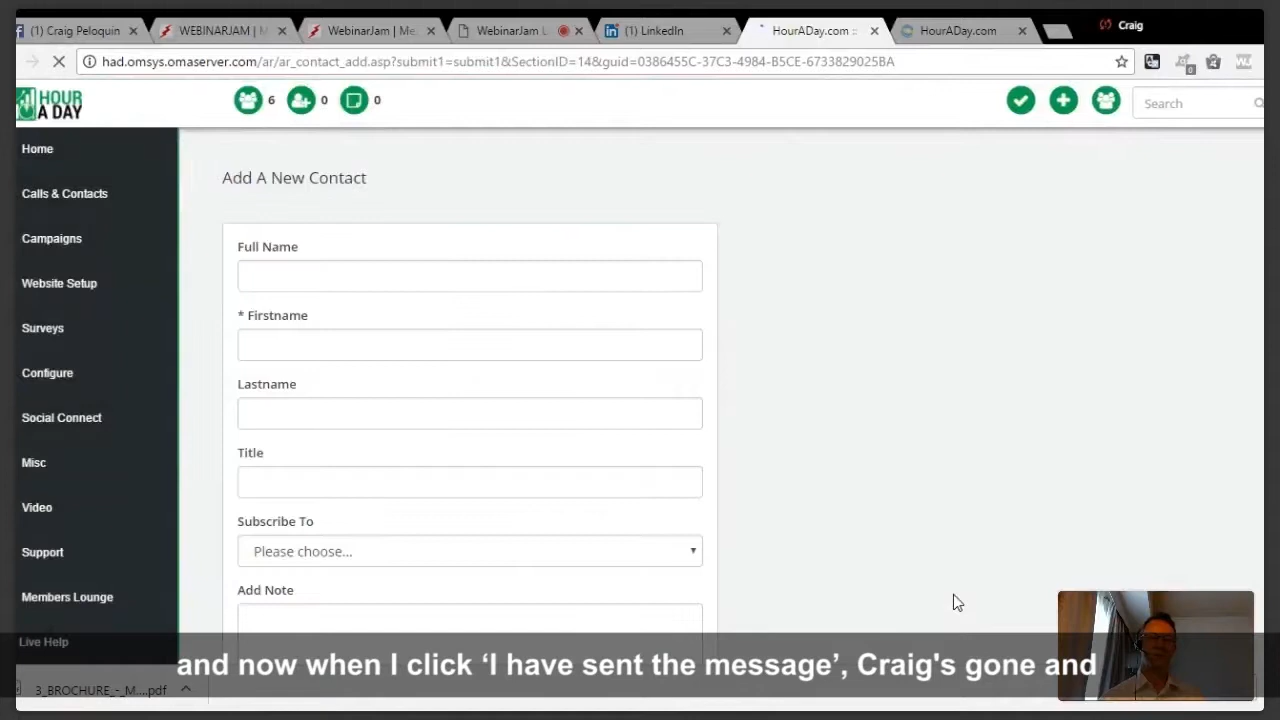 (1) Craig Peloquin
WEBINARJAM | M
WebinarJam | Me
WebinarJam L
(1) LinkedIn
HourADay.com ::
HourADay.com
Craig
had.omsys.omaserver.com/ar/ar_contact_add.asp?submit1=submit1&SectionID=14&guid=0386455C-37C3-4984-B5CE-6733829025BA
HOUR
A DAY
6
0
0
Search
Home
Calls & Contacts
Campaigns
Website Setup
Surveys
Configure
Social Connect
Misc
Video
Support
Members Lounge
Live Help
Add A New Contact
Full Name
* Firstname
Lastname
Title
Subscribe To
Please choose...
Add Note
and now when I click ‘I have sent the message’, Craig's gone and
3_BROCHURE_-_M....pdf